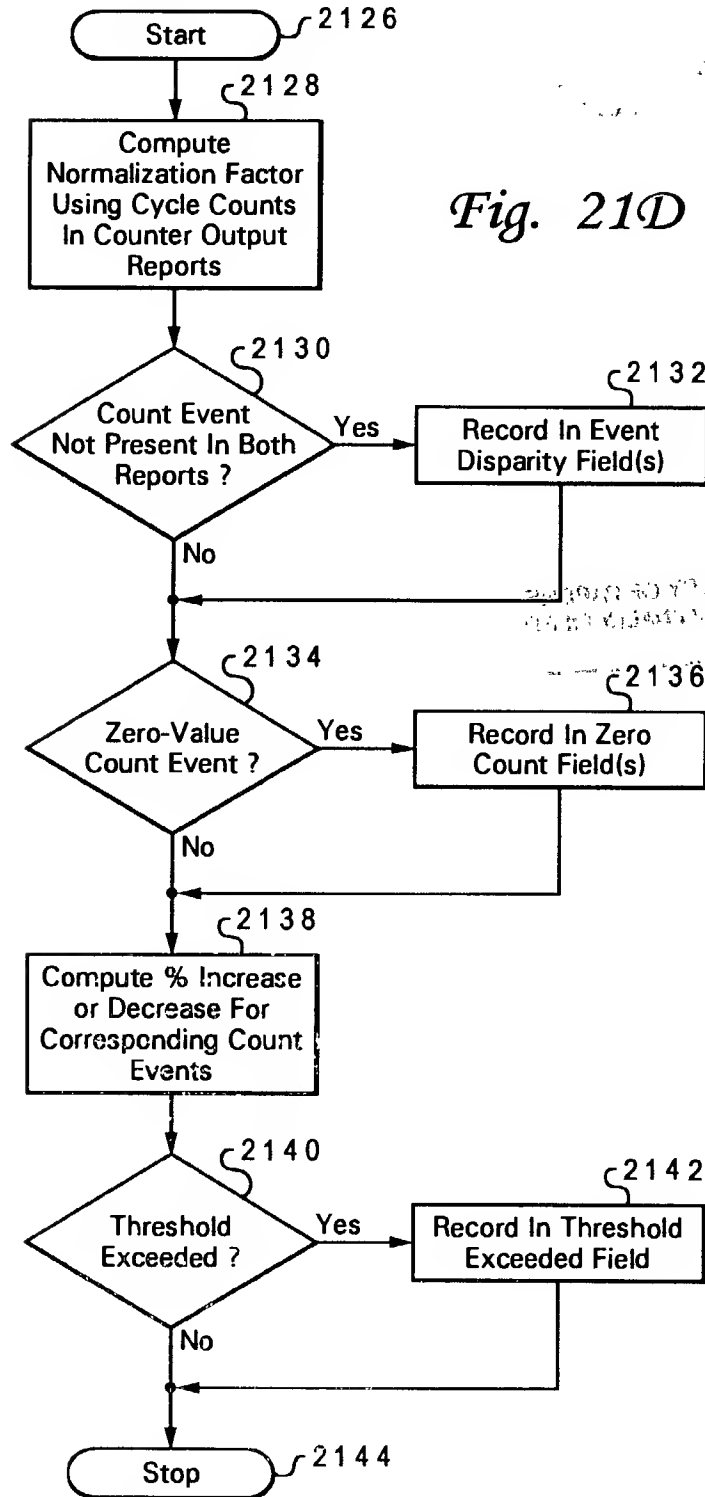 Start
2126
2128
Compute
Normalization Factor
Using Cycle Counts
In Counter Output
Reports
Fig. 21D
2130
Count Event
Not Present In Both
Reports ?
Yes
2132
Record In Event
Disparity Field(s)
No
2134
Zero-Value
Count Event ?
Yes
2136
Record In Zero
Count Field(s)
No
2138
Compute % Increase
or Decrease For
Corresponding Count
Events
2140
Threshold
Exceeded ?
Yes
2142
Record In Threshold
Exceeded Field
No
Stop
2144